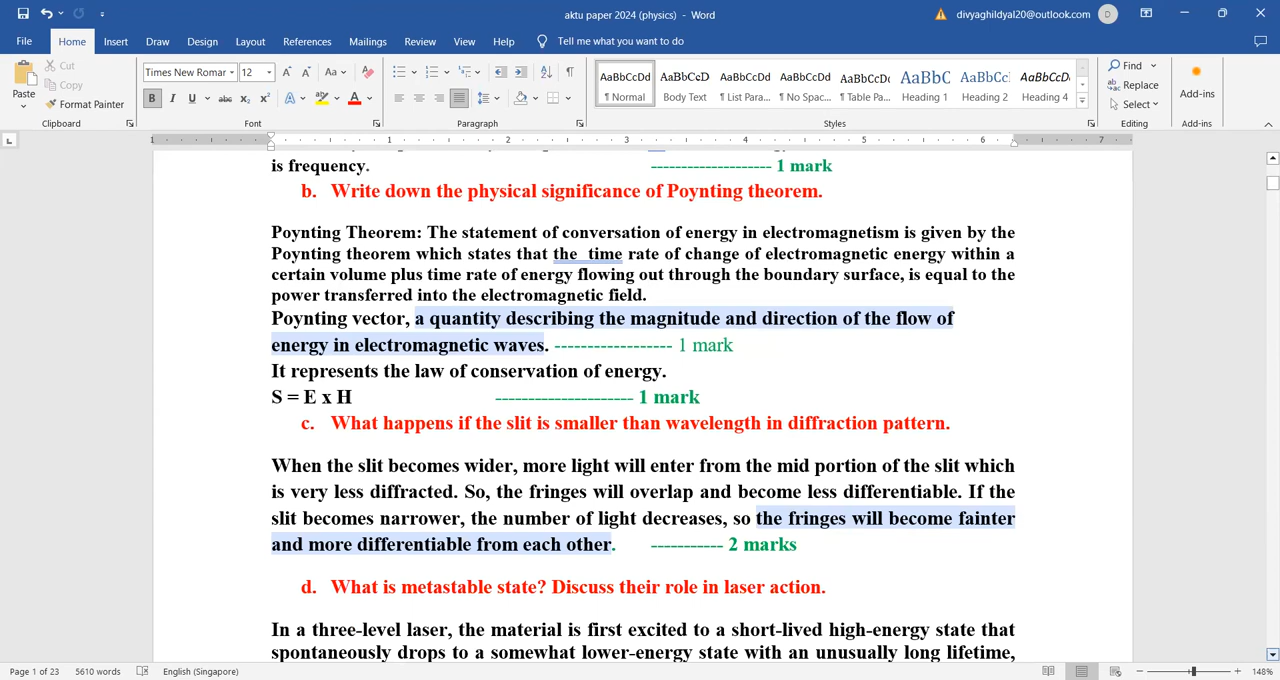 aktu paper 2024 (physics) - Word
divyaghildyal20@outlook.com
D
File Home Insert Draw Design Layout References Mailings Review View Help Tell me what you want to do
Paste
Cut
Copy
Format Painter
Clipboard
Times New Roman 12
Font
Paragraph
AaBbCcDd AaBbCcD AaBbCcDd AaBbCcDd AaBbCcDc AaBbC AaBbCc AaBbCcDc
¶ Normal Body Text ¶ List Para... ¶ No Spac... ¶ Table Pa... Heading 1 Heading 2 Heading 4
Styles
Find
Replace
Select
Editing
Add-ins
Add-ins
1 1 2 3 4 5 6 7
is frequency. -------------------- 1 mark
b. Write down the physical significance of Poynting theorem.
Poynting Theorem: The statement of conversation of energy in electromagnetism is given by the
Poynting theorem which states that the time rate of change of electromagnetic energy within a
certain volume plus time rate of energy flowing out through the boundary surface, is equal to the
power transferred into the electromagnetic field.
Poynting vector, a quantity describing the magnitude and direction of the flow of
energy in electromagnetic waves. ------------------ 1 mark
It represents the law of conservation of energy.
S = E x H ----------------------- 1 mark
c. What happens if the slit is smaller than wavelength in diffraction pattern.
When the slit becomes wider, more light will enter from the mid portion of the slit which
is very less diffracted. So, the fringes will overlap and become less differentiable. If the
slit becomes narrower, the number of light decreases, so the fringes will become fainter
and more differentiable from each other. ----------- 2 marks
d. What is metastable state? Discuss their role in laser action.
In a three-level laser, the material is first excited to a short-lived high-energy state that
spontaneously drops to a somewhat lower-energy state with an unusually long lifetime,
Page 1 of 23 5610 words English (Singapore) 148%